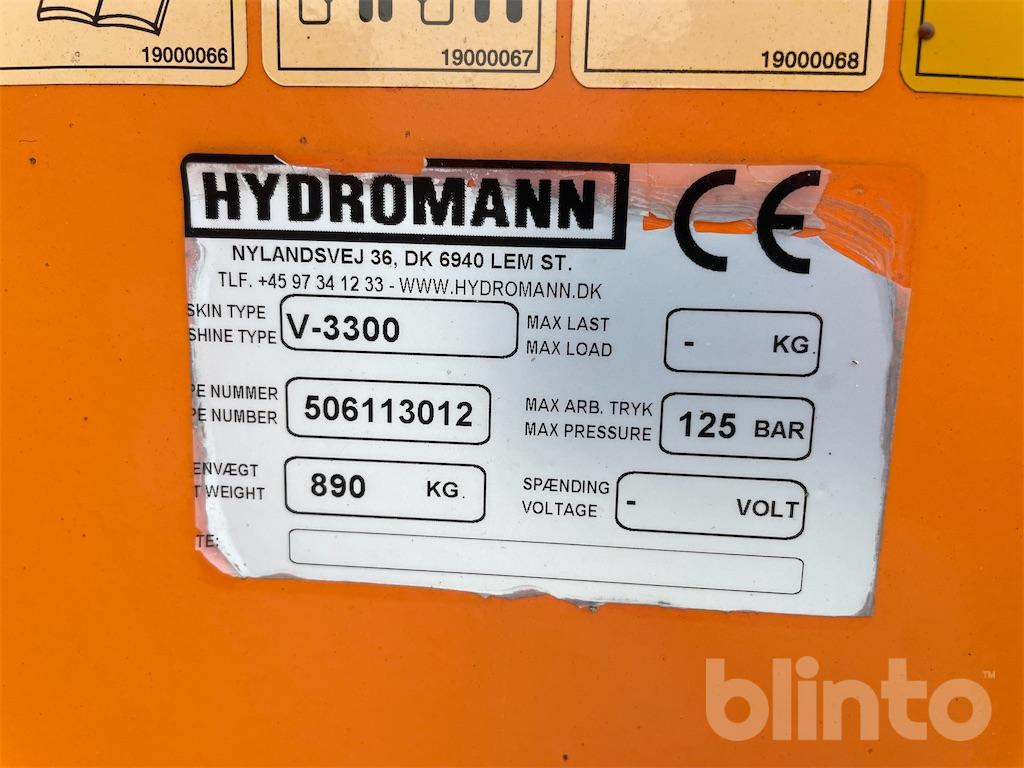 19000066 19000067 19000068
HYDROMANN CE
NYLANDSVEJ 36, DK 6940 LEM ST.
TLF. +45 97 34 12 33 - WWW.HYDROMANN.DK
SKIN TYPE V-3300 MAX LAST - KG.
SHINE TYPE MAX LOAD
PE NUMMER 506113012 MAX ARB. TRYK 125 BAR
PE NUMBER MAX PRESSURE
ENVÆGT 890 KG. SPÆNDING - VOLT
T WEIGHT VOLTAGE
TE:
blinto™